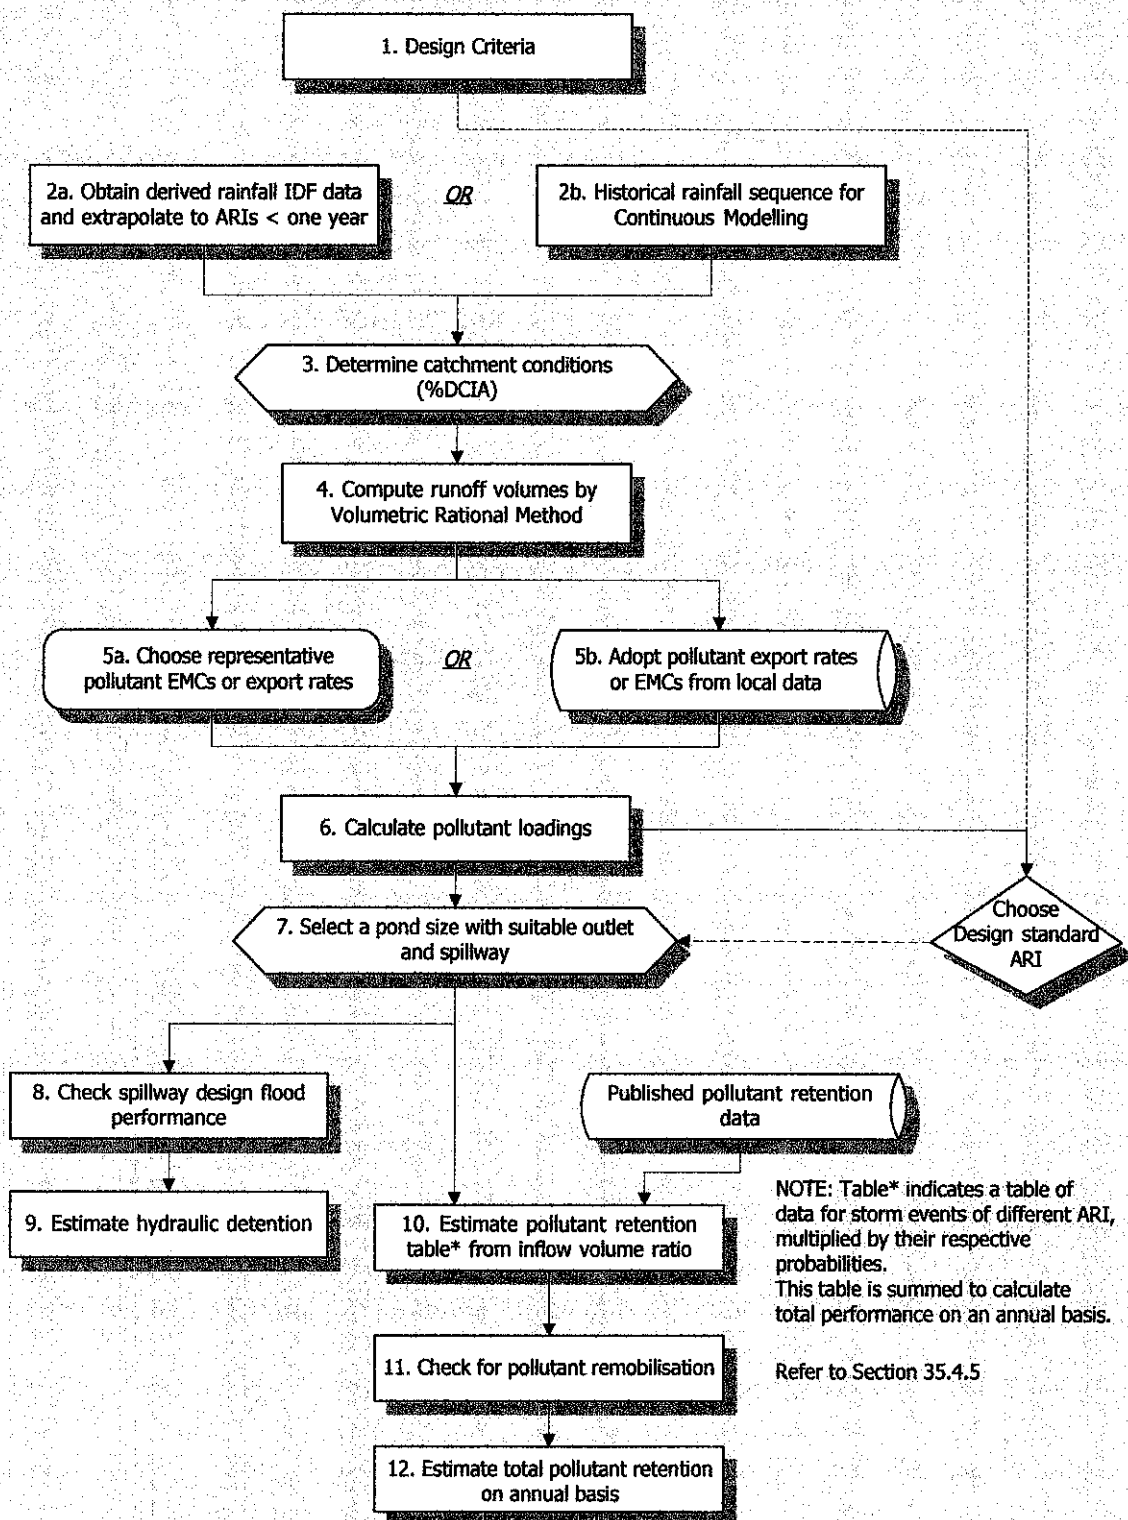 1. Design Criteria
2a. Obtain derived rainfall IDF data
and extrapolate to ARIs < one year
OR
2b. Historical rainfall sequence for
Continuous Modelling
3. Determine catchment conditions
(%DCIA)
4. Compute runoff volumes by
Volumetric Rational Method
5a. Choose representative
pollutant EMCs or export rates
OR
5b. Adopt pollutant export rates
or EMCs from local data
6. Calculate pollutant loadings
Choose
Design standard
ARI
7. Select a pond size with suitable outlet
and spillway
8. Check spillway design flood
performance
Published pollutant retention
data
9. Estimate hydraulic detention
10. Estimate pollutant retention
table* from inflow volume ratio
NOTE: Table* indicates a table of
data for storm events of different ARI,
multiplied by their respective
probabilities.
This table is summed to calculate
total performance on an annual basis.
11. Check for pollutant remobilisation
Refer to Section 35.4.5
12. Estimate total pollutant retention
on annual basis